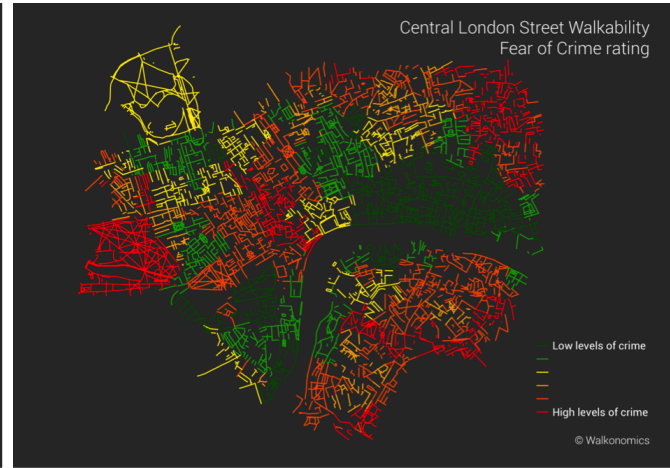 Central London Street Walkability
Fear of Crime rating
Low levels of crime
High levels of crime
© Walkonomics